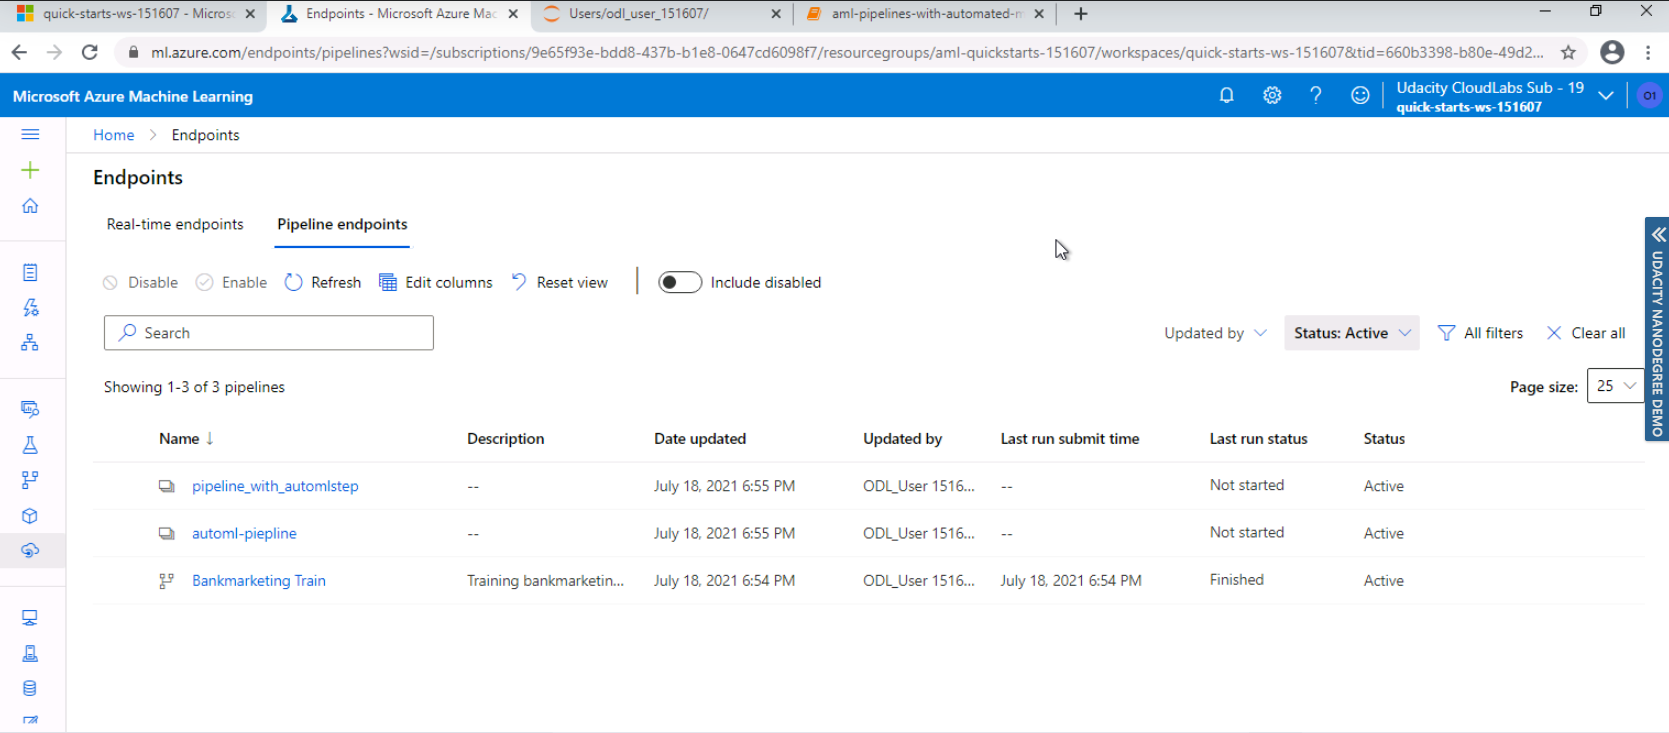 quick-starts-ws-151607 - Micros
Endpoints - Microsoft Azure Mac
Users/odl_user_151607/
aml-pipelines-with-automated-m
ml.azure.com/endpoints/pipelines?wsid=/subscriptions/9e65f93e-bdd8-437b-b1e8-0647cd6098f7/resourcegroups/aml-quickstarts-151607/workspaces/quick-starts-ws-151607&tid=660b3398-b80e-49d2...
Microsoft Azure Machine Learning
Udacity CloudLabs Sub - 19
quick-starts-ws-151607
O1
Home > Endpoints
Endpoints
Real-time endpoints Pipeline endpoints
Disable Enable Refresh Edit columns Reset view Include disabled
Search
Updated by Status: Active All filters Clear all
Showing 1-3 of 3 pipelines
Page size: 25
Name ↓ Description Date updated Updated by Last run submit time Last run status Status
pipeline_with_automlstep -- July 18, 2021 6:55 PM ODL_User 1516... -- Not started Active
automl-piepline -- July 18, 2021 6:55 PM ODL_User 1516... -- Not started Active
Bankmarketing Train Training bankmarketin... July 18, 2021 6:54 PM ODL_User 1516... July 18, 2021 6:54 PM Finished Active
UDACITY NANODEGREE DEMO